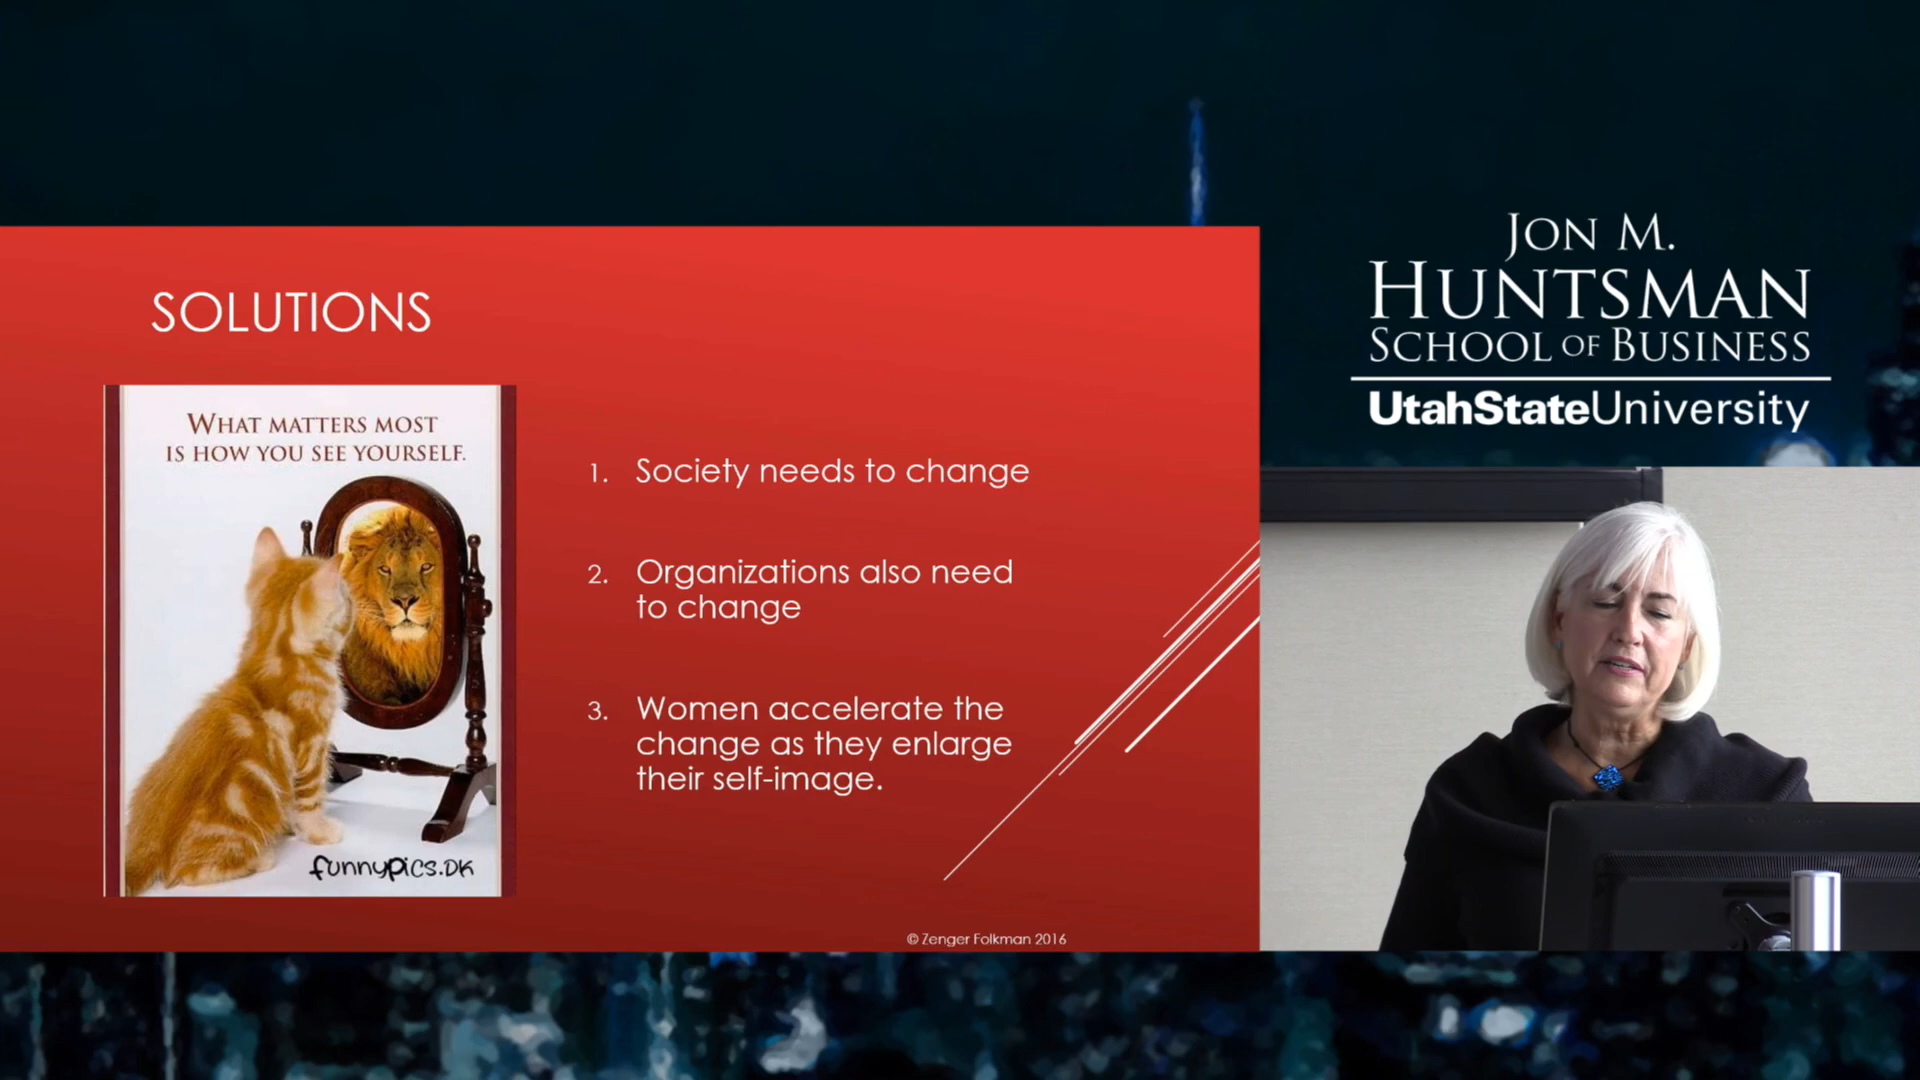 SOLUTIONS
WHAT MATTERS MOST
IS HOW YOU SEE YOURSELF.
funnypics.DK
1. Society needs to change
2. Organizations also need
to change
3. Women accelerate the
change as they enlarge
their self-image.
© Zenger Folkman 2016
JON M.
HUNTSMAN
SCHOOL OF BUSINESS
UtahStateUniversity